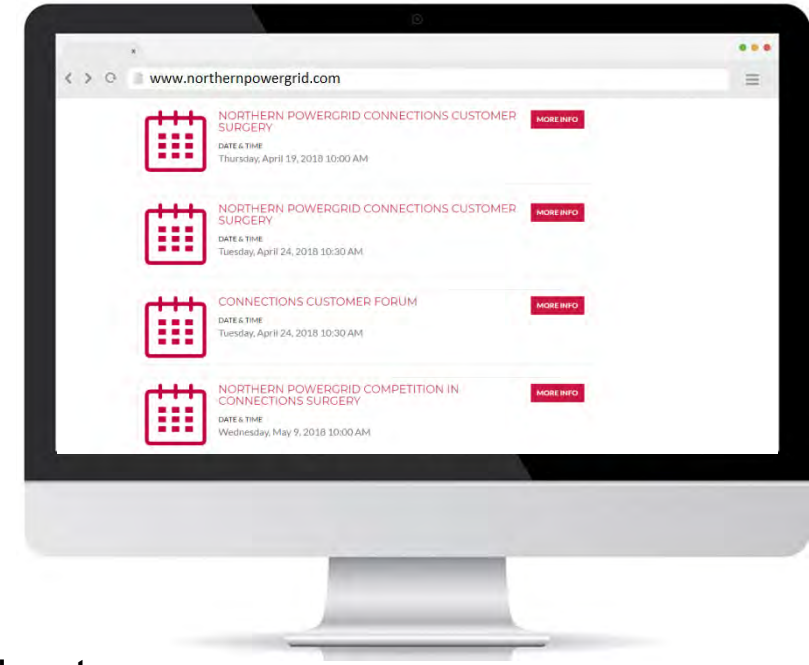 www.northernpowergrid.com
NORTHERN POWERGRID CONNECTIONS CUSTOMER
SURGERY
MORE INFO
DATE & TIME
Thursday, April 19, 2018 10:00 AM
NORTHERN POWERGRID CONNECTIONS CUSTOMER
SURGERY
MORE INFO
DATE & TIME
Tuesday, April 24, 2018 10:30 AM
CONNECTIONS CUSTOMER FORUM
MORE INFO
DATE & TIME
Tuesday, April 24, 2018 10:30 AM
NORTHERN POWERGRID COMPETITION IN
CONNECTIONS SURGERY
MORE INFO
DATE & TIME
Wednesday, May 9, 2018 10:00 AM